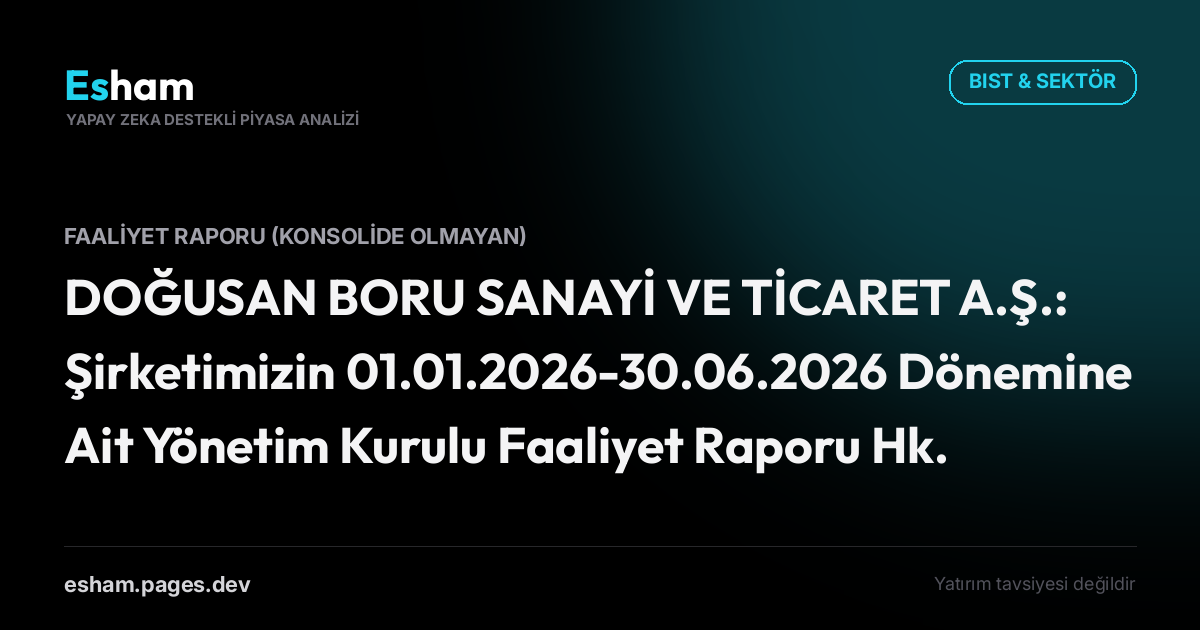 Esham
BIST & SEKTÖR
YAPAY ZEKA DESTEKLİ PİYASA ANALİZİ
FAALİYET RAPORU (KONSOLİDE OLMAYAN)
DOĞUSAN BORU SANAYİ VE TİCARET A.Ş.:
Şirketimizin 01.01.2026-30.06.2026 Dönemine
Ait Yönetim Kurulu Faaliyet Raporu Hk.
esham.pages.dev
Yatırım tavsiyesi değildir